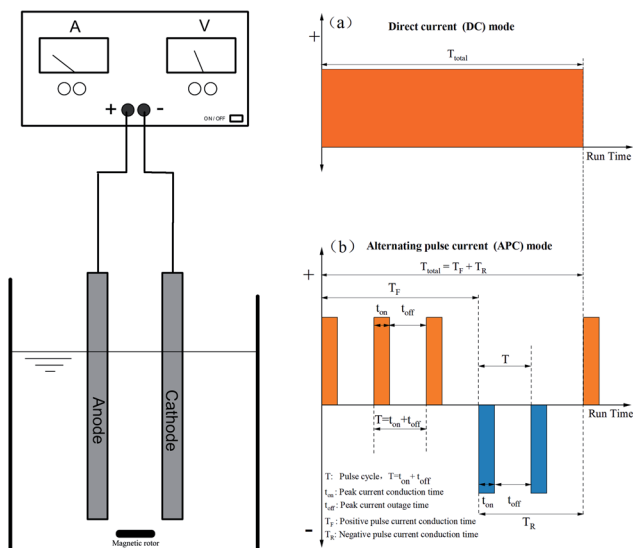 A
V
+
-
ON / OFF
Anode
Cathode
Magnetic rotor
(a)
Direct current (DC) mode
+
T_total
Run Time
(b)
Alternating pulse current (APC) mode
+
T_total = T_F + T_R
T_F
t_on
t_off
T
Run Time
T=t_on+t_off
T: Pulse cycle, T=t_on+ t_off
t_on: Peak current conduction time
t_off: Peak current outage time
T_F: Positive pulse current conduction time
T_R: Negative pulse current conduction time
t_on
t_off
T_R
-